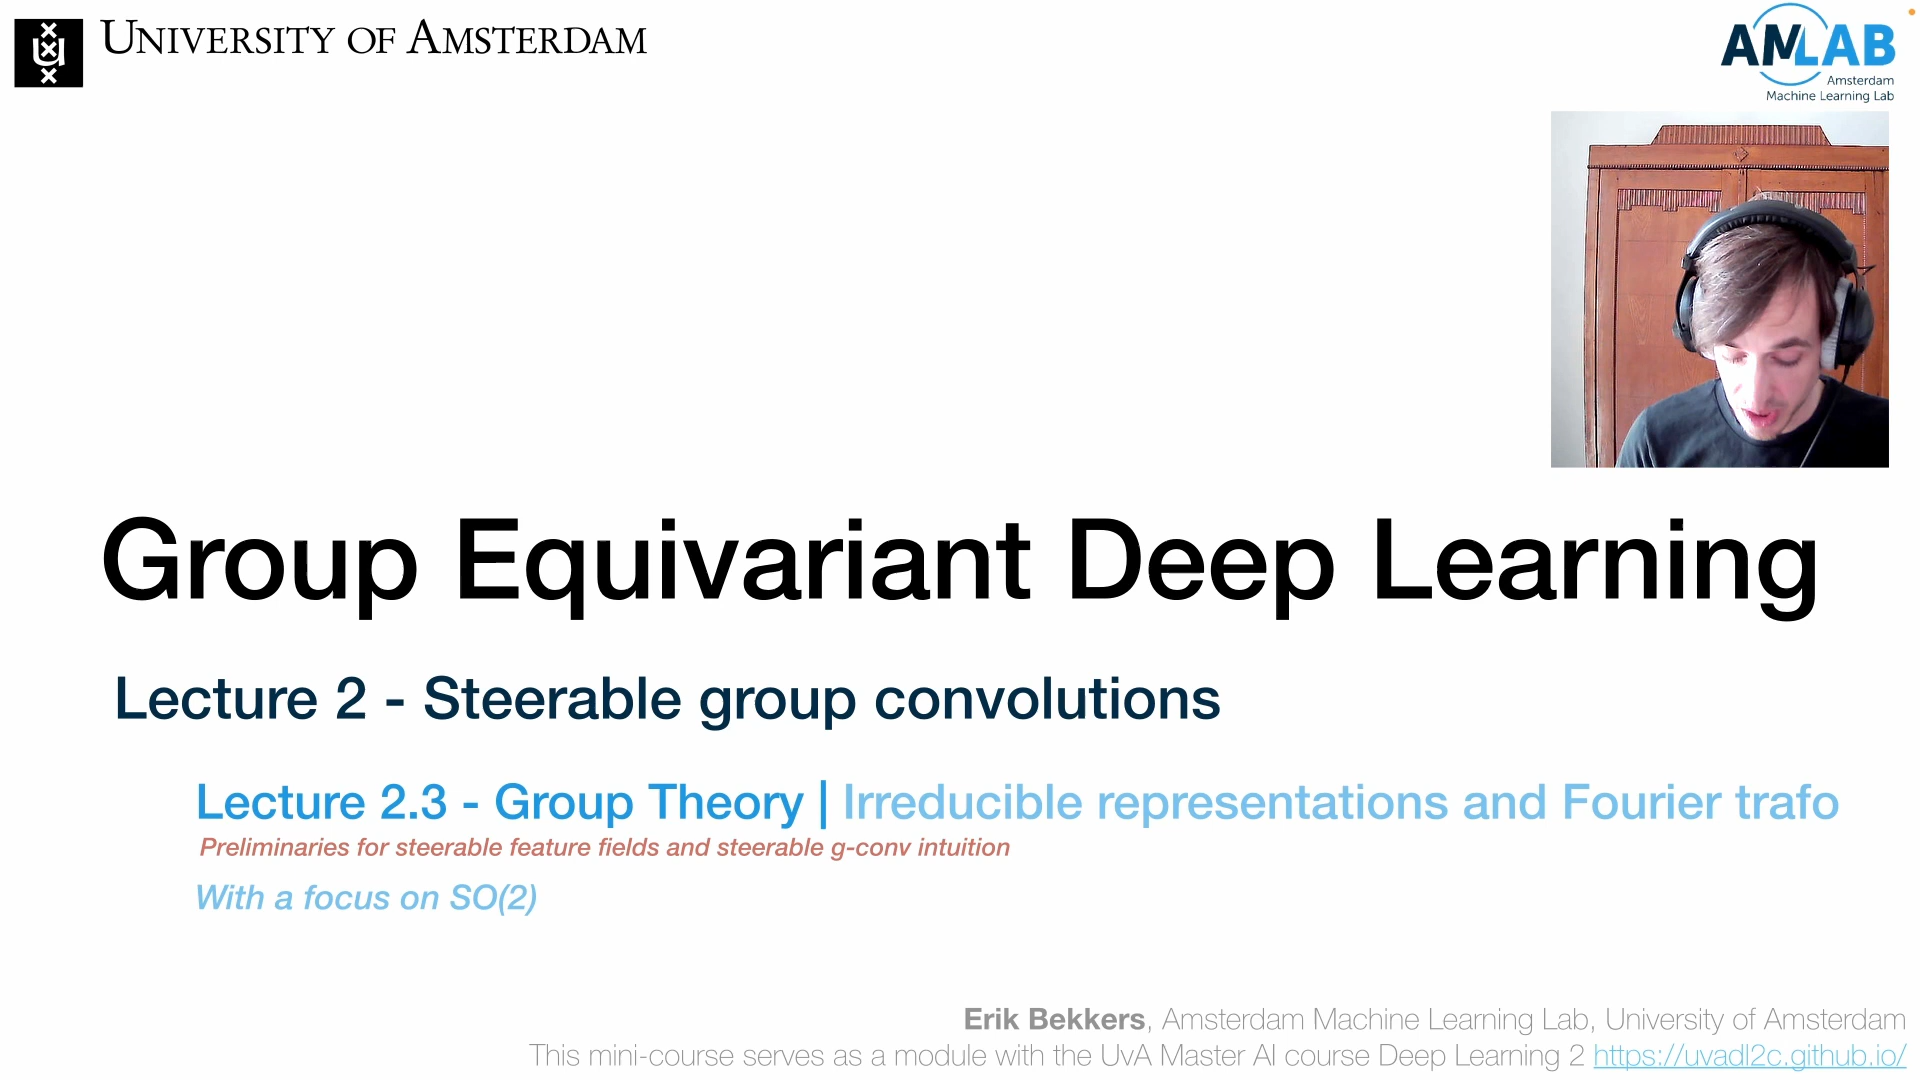 UNIVERSITY OF AMSTERDAM
AMLAB
Amsterdam
Machine Learning Lab
Group Equivariant Deep Learning
Lecture 2 - Steerable group convolutions
Lecture 2.3 - Group Theory | Irreducible representations and Fourier trafo
Preliminaries for steerable feature fields and steerable g-conv intuition
With a focus on SO(2)
Erik Bekkers, Amsterdam Machine Learning Lab, University of Amsterdam
This mini-course serves as a module with the UvA Master AI course Deep Learning 2 https://uvadl2c.github.io/